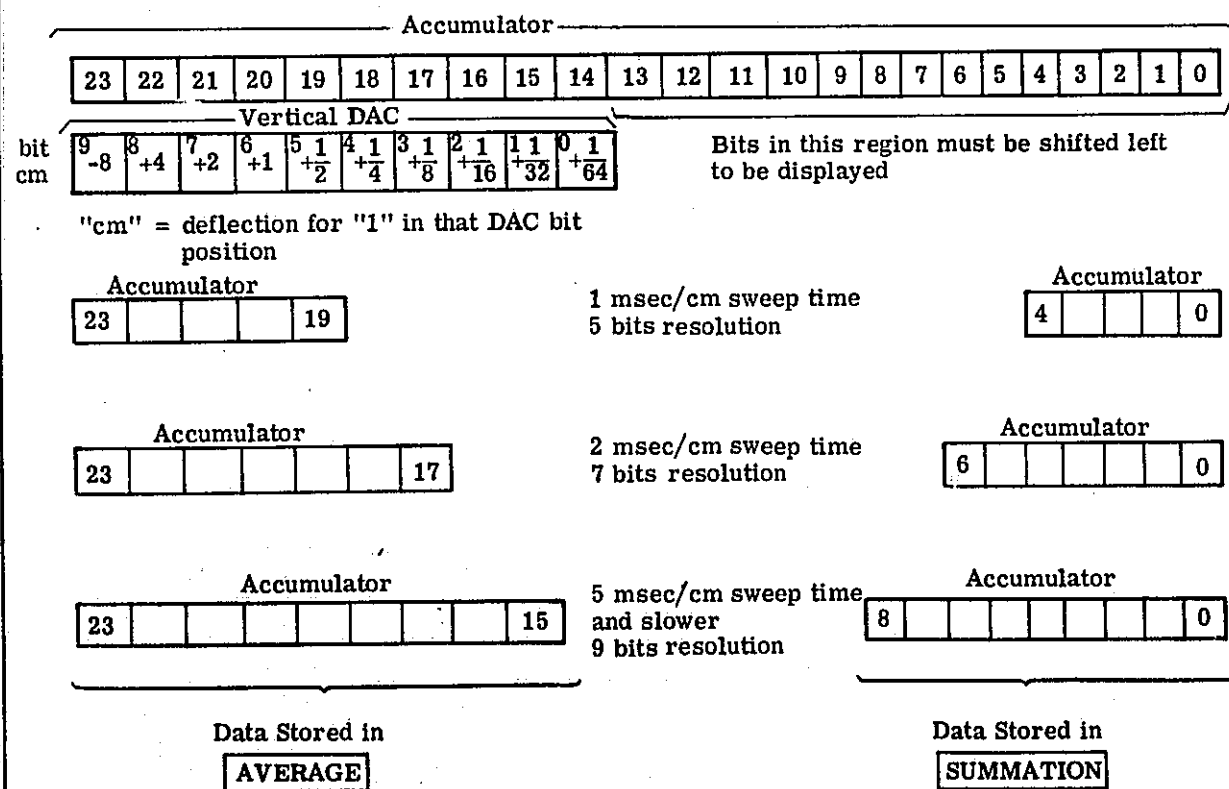 Accumulator
23 22 21 20 19 18 17 16 15 14 13 12 11 10 9 8 7 6 5 4 3 2 1 0
Vertical DAC
bit 9 8 7 6 5 4 3 2 1 0
cm -8 +4 +2 +1 +1/2 +1/4 +1/8 +1/16 +1/32 +1/64
Bits in this region must be shifted left
to be displayed
"cm" = deflection for "1" in that DAC bit
position
Accumulator
23 19
1 msec/cm sweep time
5 bits resolution
Accumulator
4 0
Accumulator
23 17
2 msec/cm sweep time
7 bits resolution
Accumulator
6 0
Accumulator
23 15
5 msec/cm sweep time
and slower
9 bits resolution
Accumulator
8 0
Data Stored in
AVERAGE
Data Stored in
SUMMATION